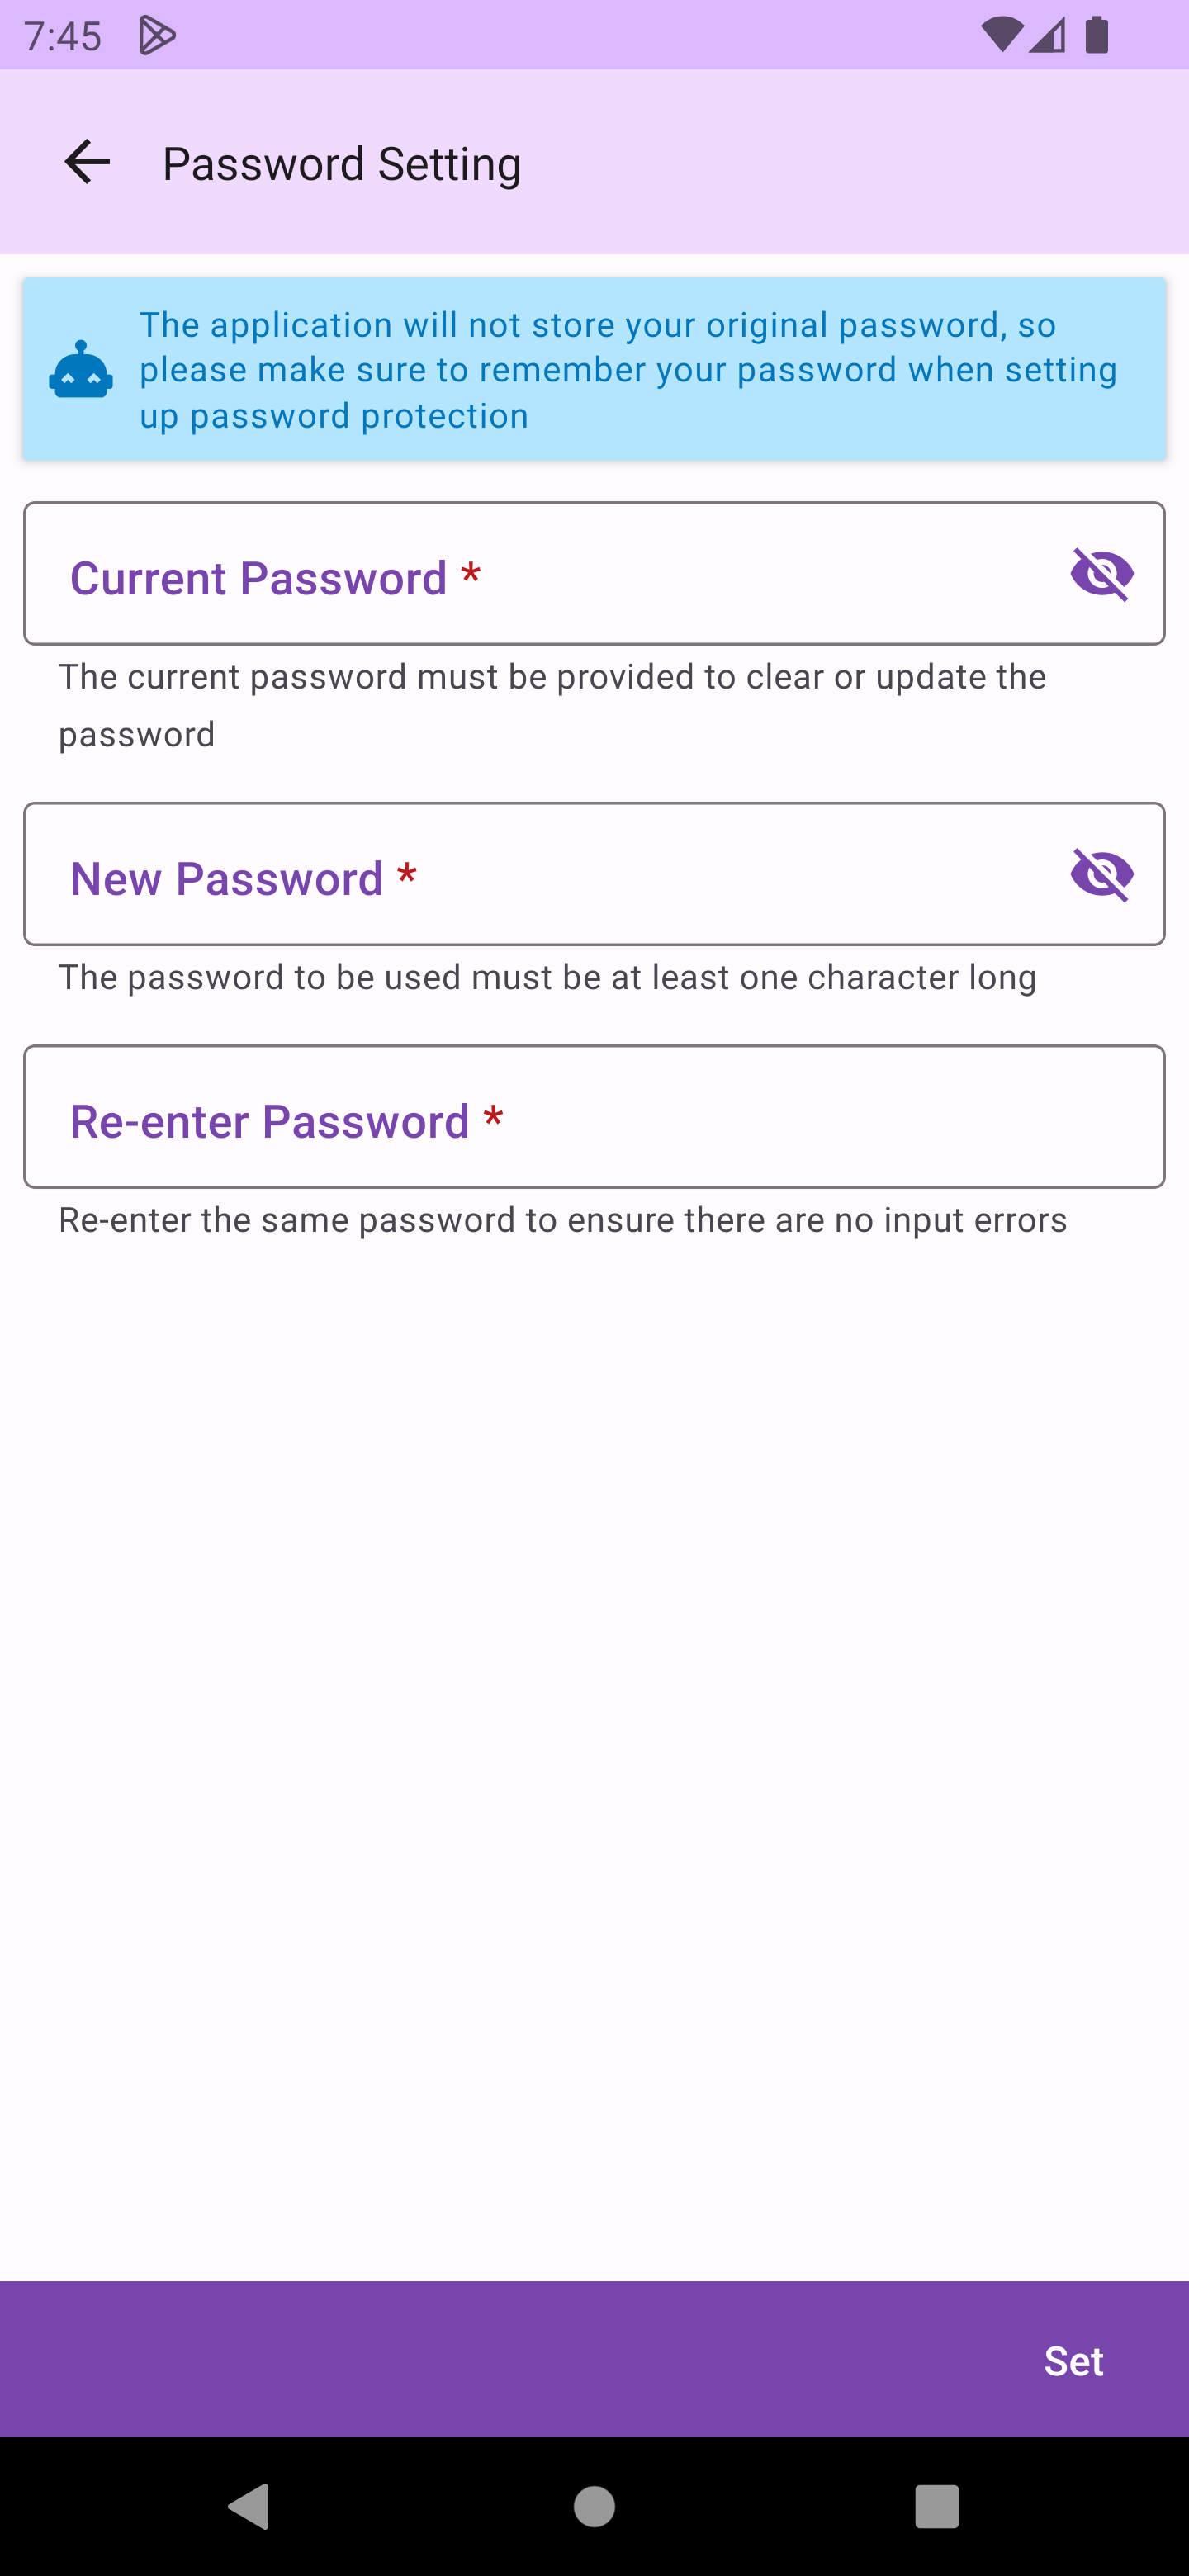 7:45
Password Setting
The application will not store your original password, so
please make sure to remember your password when setting
up password protection
Current Password *
The current password must be provided to clear or update the
password
New Password *
The password to be used must be at least one character long
Re-enter Password *
Re-enter the same password to ensure there are no input errors
Set